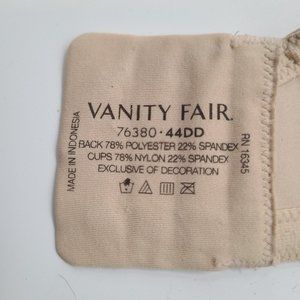 VANITY FAIR.
76380 · 44DD
BACK 78% POLYESTER 22% SPANDEX
CUPS 78% NYLON 22% SPANDEX
EXCLUSIVE OF DECORATION
MADE IN INDONESIA
RN 16345